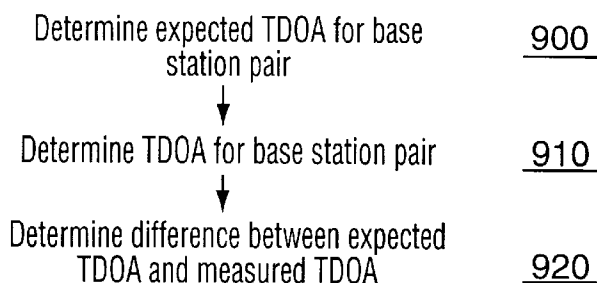 Determine expected TDOA for base
station pair
900
Determine TDOA for base station pair
910
Determine difference between expected
TDOA and measured TDOA
920